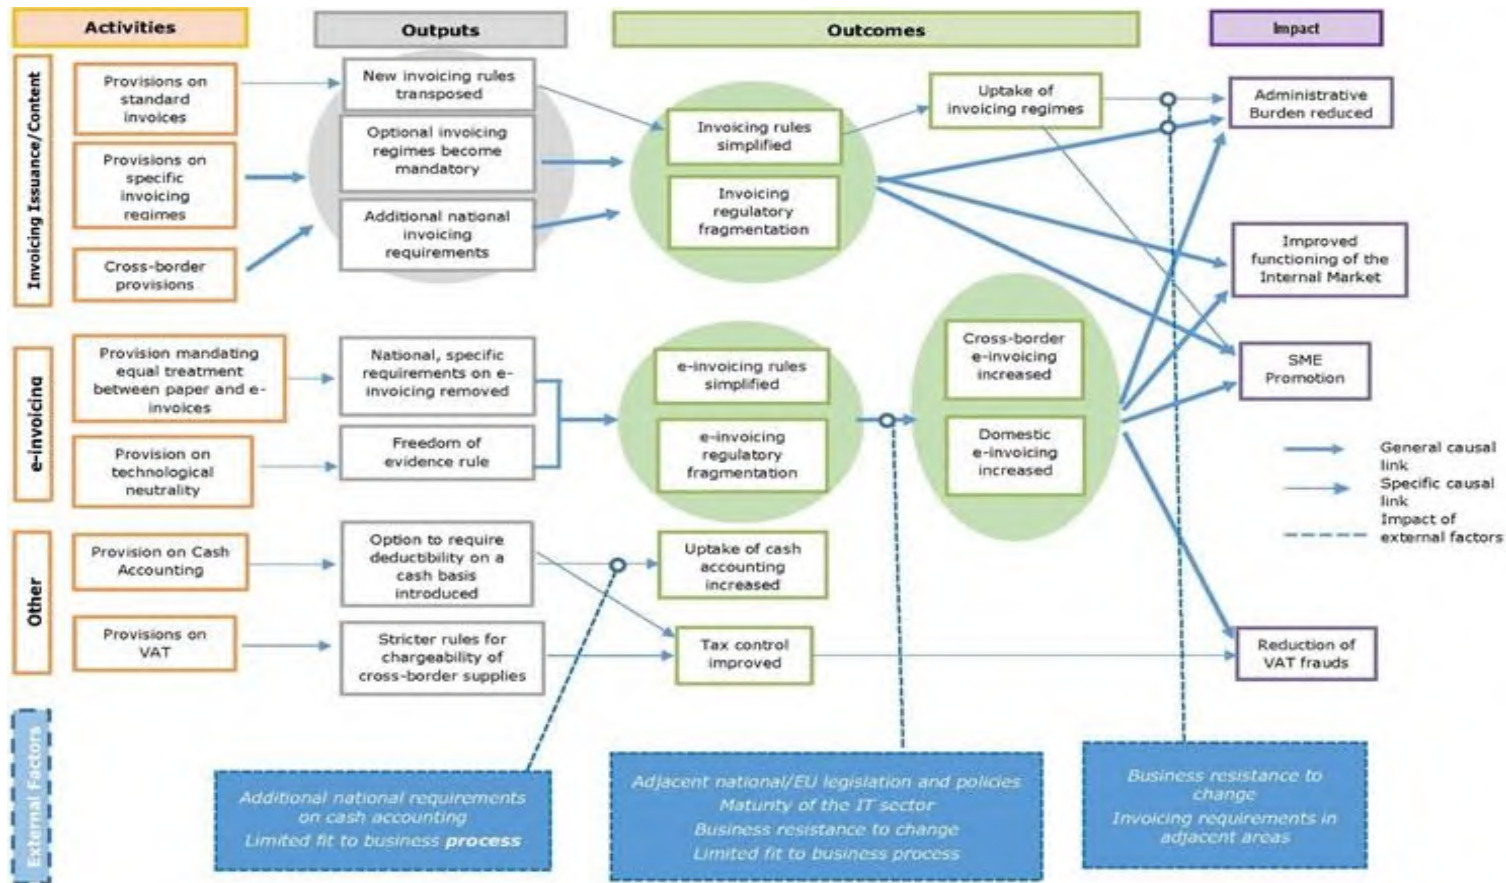 Activities
Outputs
Outcomes
Impact
Invoicing Issuance/Content
Provisions on
standard
invoices
Provisions on
specific
invoicing
regimes
Cross-border
provisions
New invoicing rules
transposed
Optional invoicing
regimes become
mandatory
Additional national
invoicing
requirements
Invoicing rules
simplified
Invoicing
regulatory
fragmentation
Uptake of
invoicing regimes
Administrative
Burden reduced
Improved
functioning of the
Internal Market
SME
Promotion
e-invoicing
Provision mandating
equal treatment
between paper and e-
invoices
Provision on
technological
neutrality
National, specific
requirements on e-
invoicing removed
Freedom of
evidence rule
e-invoicing rules
simplified
e-invoicing
regulatory
fragmentation
Cross-border
e-invoicing
increased
Domestic
e-invoicing
increased
General causal
link
Specific causal
link
Impact of
external factors
Other
Provision on Cash
Accounting
Provisions on
VAT
Option to require
deductibility on a
cash basis
introduced
Stricter rules for
chargeability of
cross-border supplies
Uptake of cash
accounting
increased
Tax control
improved
Reduction of
VAT frauds
External Factors
Additional national requirements
on cash accounting
Limited fit to business process
Adjacent national/EU legislation and policies
Maturity of the IT sector
Business resistance to change
Limited fit to business process
Business resistance to
change
Invoicing requirements in
adjacent areas